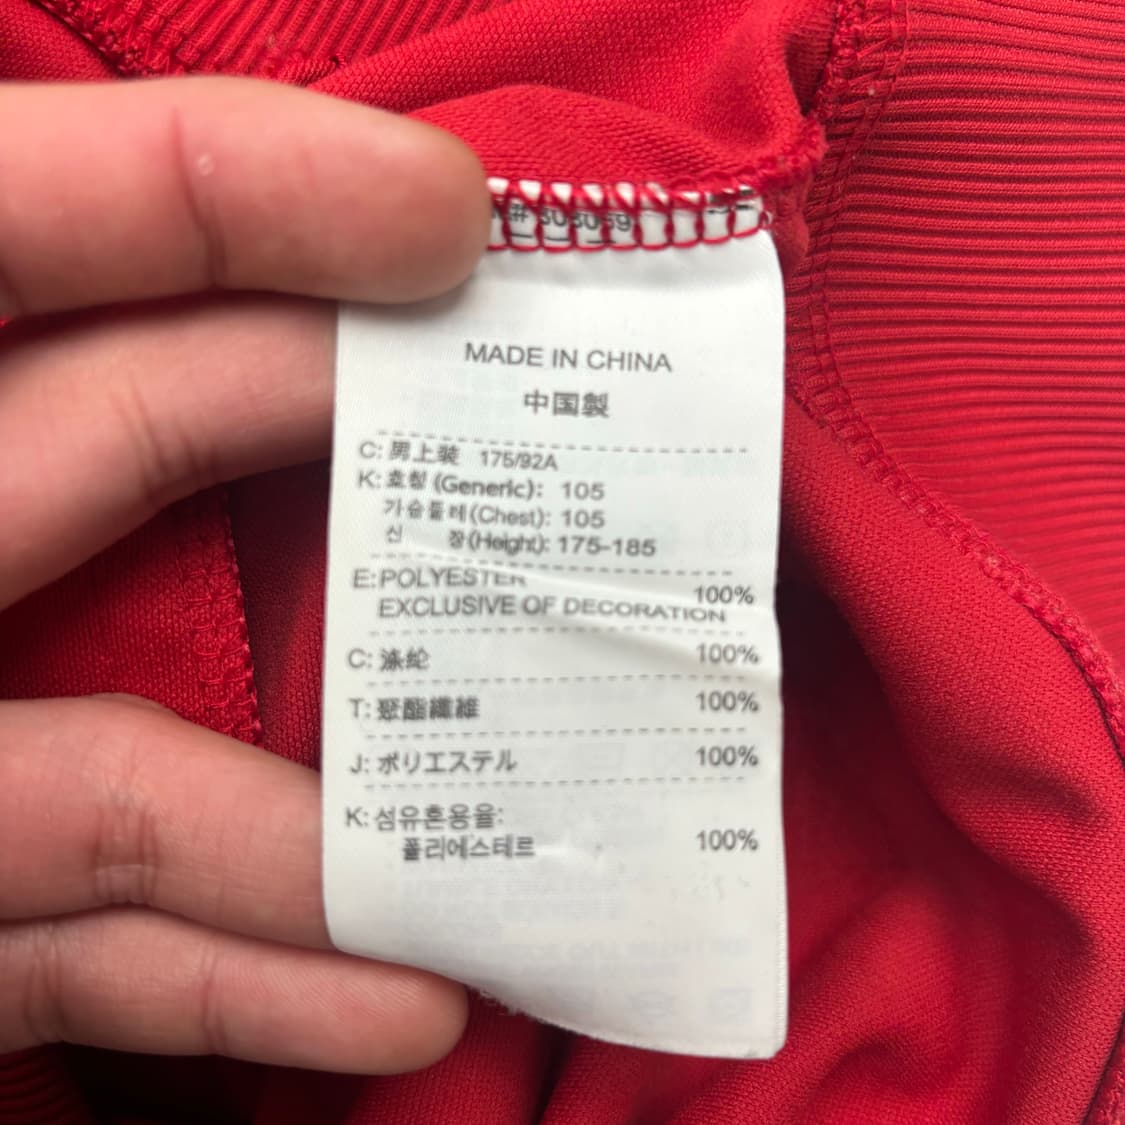 MADE IN CHINA
中国製
C: 男上装 175/92A
K: 호칭 (Generic): 105
가슴둘레(Chest): 105
신 장(Height): 175-185
E: POLYESTER 100%
EXCLUSIVE OF DECORATION
C: 涤纶 100%
T: 聚酯纖維 100%
J: ポリエステル 100%
K: 섬유혼용율:
폴리에스테르 100%